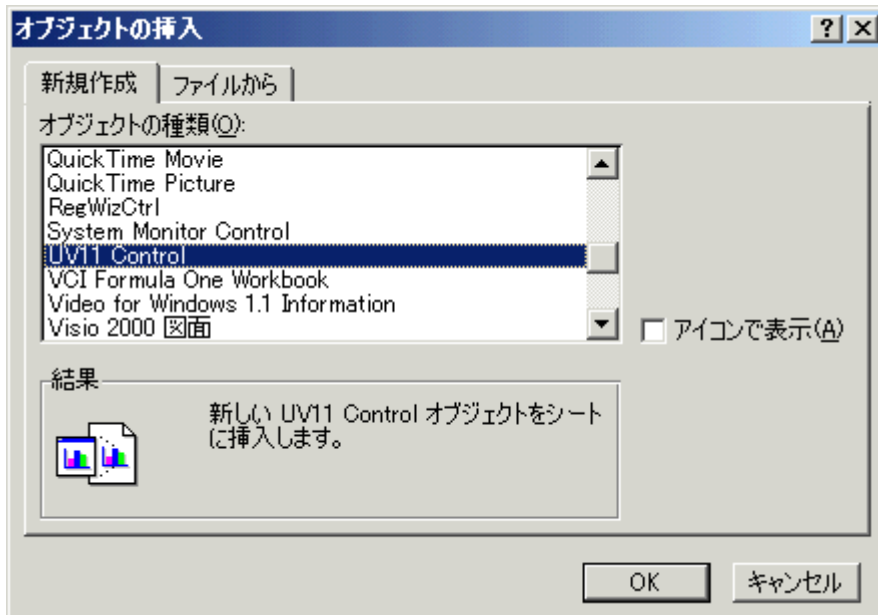 オブジェクトの挿入
新規作成
ファイルから
オブジェクトの種類(O):
QuickTime Movie
QuickTime Picture
RegWizCtrl
System Monitor Control
UV11 Control
VCI Formula One Workbook
Video for Windows 1.1 Information
Visio 2000 図面
アイコンで表示(A)
結果
新しい UV11 Control オブジェクトをシート
に挿入します。
OK
キャンセル